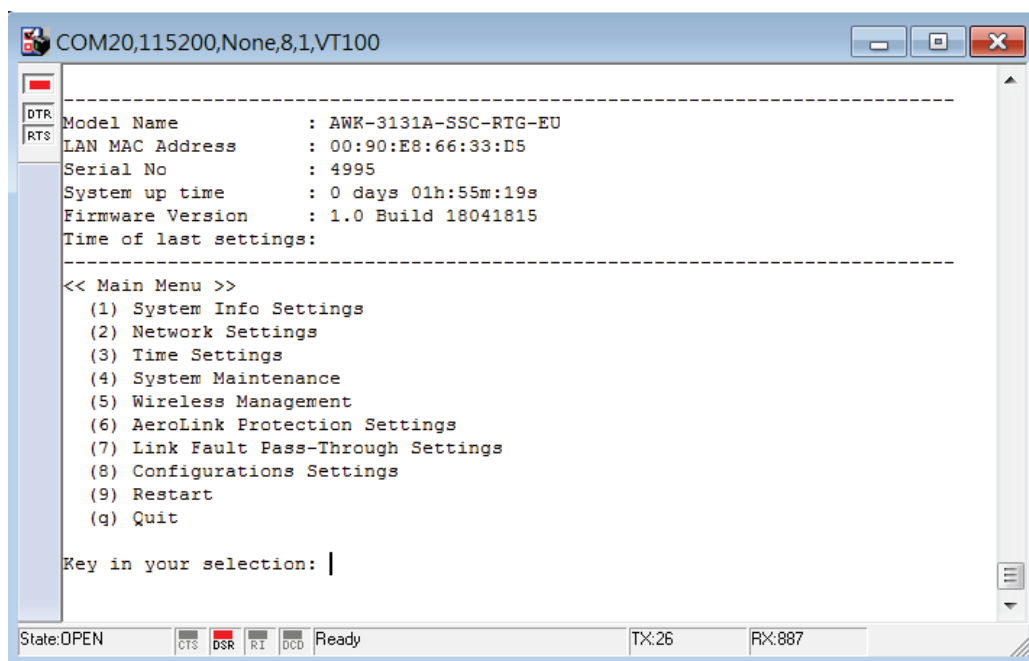 COM20,115200,None,8,1,VT100
DTR
RTS
---------------------------------------------------------------------------
Model Name : AWK-3131A-SSC-RTG-EU
LAN MAC Address : 00:90:E8:66:33:D5
Serial No : 4995
System up time : 0 days 01h:55m:19s
Firmware Version : 1.0 Build 18041815
Time of last settings:
---------------------------------------------------------------------------
<< Main Menu >>
(1) System Info Settings
(2) Network Settings
(3) Time Settings
(4) System Maintenance
(5) Wireless Management
(6) AeroLink Protection Settings
(7) Link Fault Pass-Through Settings
(8) Configurations Settings
(9) Restart
(q) Quit
Key in your selection:
State:OPEN CTS DSR RI DCD Ready TX:26 RX:887